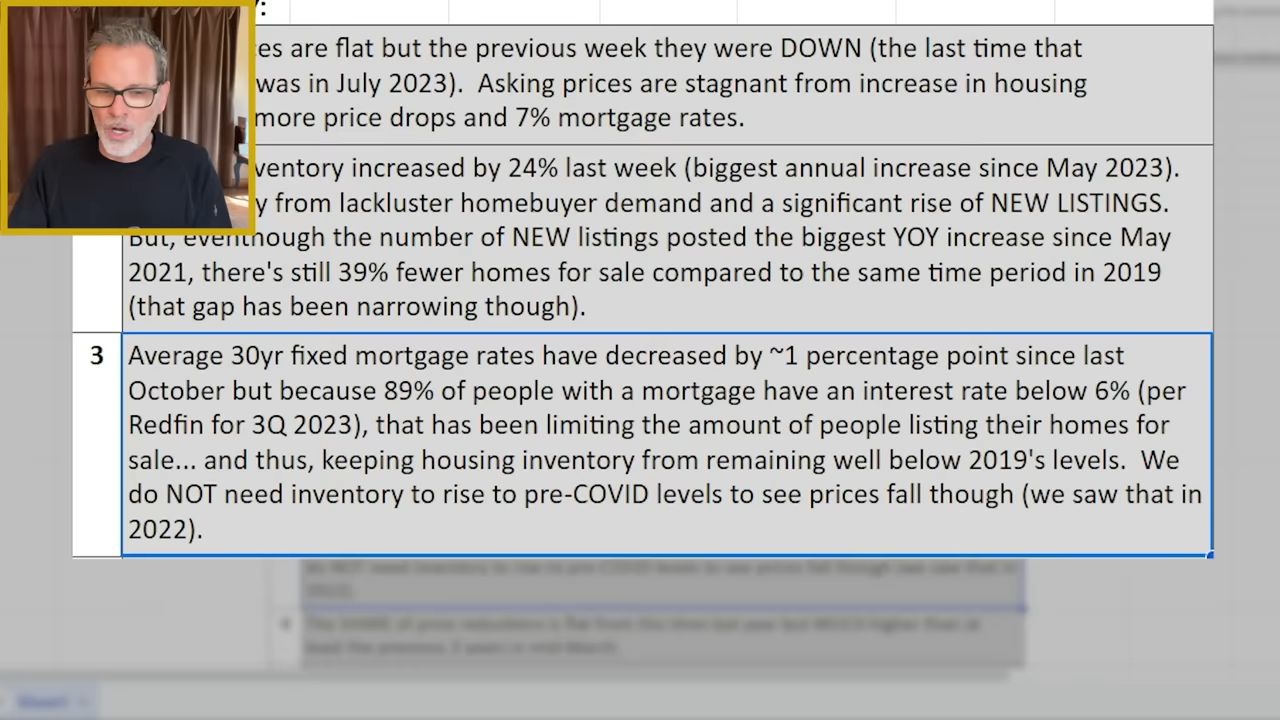 :
es are flat but the previous week they were DOWN (the last time that
was in July 2023).  Asking prices are stagnant from increase in housing
more price drops and 7% mortgage rates.
ventory increased by 24% last week (biggest annual increase since May 2023).
y from lackluster homebuyer demand and a significant rise of NEW LISTINGS.
But, eventhough the number of NEW listings posted the biggest YOY increase since May
2021, there's still 39% fewer homes for sale compared to the same time period in 2019
(that gap has been narrowing though).
3
Average 30yr fixed mortgage rates have decreased by ~1 percentage point since last
October but because 89% of people with a mortgage have an interest rate below 6% (per
Redfin for 3Q 2023), that has been limiting the amount of people listing their homes for
sale... and thus, keeping housing inventory from remaining well below 2019's levels.  We
do NOT need inventory to rise to pre-COVID levels to see prices fall though (we saw that in
2022).